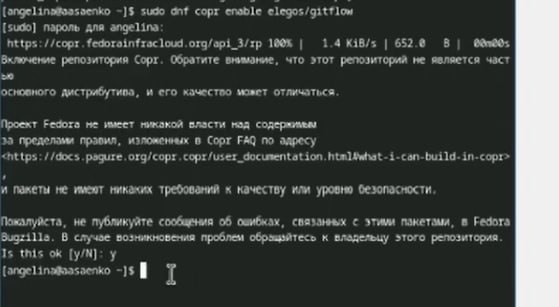 [angelina@aasaenko ~]$ sudo dnf copr enable elegos/gitflow
[sudo] пароль для angelina:
https://copr.fedorainfracloud.org/api_3/rp 100% |   1.4 KiB/s | 652.0   B |  00m00s
Включение репозитория Copr. Обратите внимание, что этот репозиторий не является част
ью
основного дистрибутива, и его качество может отличаться.
Проект Fedora не имеет никакой власти над содержимым
за пределами правил, изложенных в Copr FAQ по адресу
<https://docs.pagure.org/copr.copr/user_documentation.html#what-i-can-build-in-copr>
,
и пакеты не имеют никаких требований к качеству или уровню безопасности.
Пожалуйста, не публикуйте сообщения об ошибках, связанных с этими пакетами, в Fedora
Bugzilla. В случае возникновения проблем обращайтесь к владельцу этого репозитория.
Is this ok [y/N]: y
[angelina@aasaenko ~]$